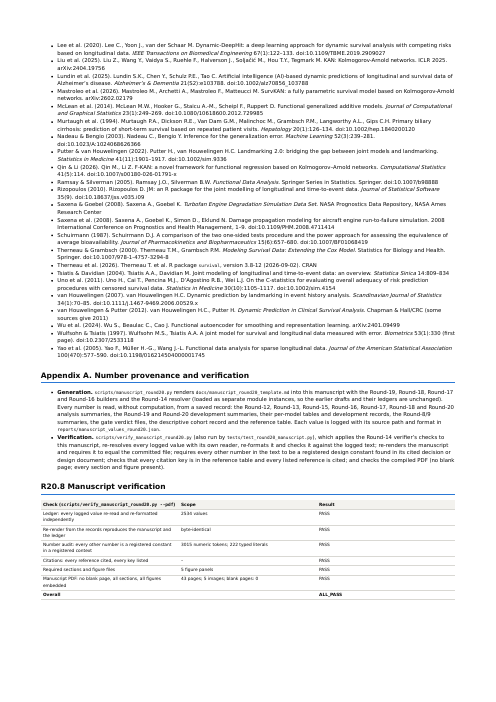 • Lee et al. (2020). Lee C., Yoon J., van der Schaar M. Dynamic-DeepHit: a deep learning approach for dynamic survival analysis with competing risks
based on longitudinal data. IEEE Transactions on Biomedical Engineering 67(1):122–133. doi:10.1109/TBME.2019.2909027
• Liu et al. (2025). Liu Z., Wang Y., Vaidya S., Ruehle F., Halverson J., Soljačić M., Hou T.Y., Tegmark M. KAN: Kolmogorov-Arnold networks. ICLR 2025.
arXiv:2404.19756
• Lundin et al. (2025). Lundin S.K., Chen Y., Schulz P.E., Tao C. Artificial intelligence (AI)-based dynamic predictions of longitudinal and survival data of
Alzheimer's disease. Alzheimer's & Dementia 21(S2):e103788. doi:10.1002/alz70856_103788
• Mastroleo et al. (2026). Mastroleo M., Archetti A., Mastroleo F., Matteucci M. SurvKAN: a fully parametric survival model based on Kolmogorov-Arnold
networks. arXiv:2602.02179
• McLean et al. (2014). McLean M.W., Hooker G., Staicu A.-M., Scheipl F., Ruppert D. Functional generalized additive models. Journal of Computational
and Graphical Statistics 23(1):249–269. doi:10.1080/10618600.2012.729985
• Murtaugh et al. (1994). Murtaugh P.A., Dickson R.E., Van Dam G.M., Malinchoc M., Grambsch P.M., Langworthy A.L., Gips C.H. Primary biliary
cirrhosis: prediction of short-term survival based on repeated patient visits. Hepatology 20(1):126–134. doi:10.1002/hep.1840200120
• Nadeau & Bengio (2003). Nadeau C., Bengio Y. Inference for the generalization error. Machine Learning 52(3):239–281.
doi:10.1023/A:1024068626366
• Putter & van Houwelingen (2022). Putter H., van Houwelingen H.C. Landmarking 2.0: bridging the gap between joint models and landmarking.
Statistics in Medicine 41(11):1901–1917. doi:10.1002/sim.9336
• Qin & Li (2026). Qin M., Li Z. F-KAN: a novel framework for functional regression based on Kolmogorov-Arnold networks. Computational Statistics
41(5):114. doi:10.1007/s00180-026-01791-s
• Ramsay & Silverman (2005). Ramsay J.O., Silverman B.W. Functional Data Analysis. Springer Series in Statistics. Springer. doi:10.1007/b98888
• Rizopoulos (2010). Rizopoulos D. JM: an R package for the joint modelling of longitudinal and time-to-event data. Journal of Statistical Software
35(9). doi:10.18637/jss.v035.i09
• Saxena & Goebel (2008). Saxena A., Goebel K. Turbofan Engine Degradation Simulation Data Set. NASA Prognostics Data Repository, NASA Ames
Research Center
• Saxena et al. (2008). Saxena A., Goebel K., Simon D., Eklund N. Damage propagation modeling for aircraft engine run-to-failure simulation. 2008
International Conference on Prognostics and Health Management, 1–9. doi:10.1109/PHM.2008.4711414
• Schuirmann (1987). Schuirmann D.J. A comparison of the two one-sided tests procedure and the power approach for assessing the equivalence of
average bioavailability. Journal of Pharmacokinetics and Biopharmaceutics 15(6):657–680. doi:10.1007/BF01068419
• Therneau & Grambsch (2000). Therneau T.M., Grambsch P.M. Modeling Survival Data: Extending the Cox Model. Statistics for Biology and Health.
Springer. doi:10.1007/978-1-4757-3294-8
• Therneau et al. (2026). Therneau T. et al. R package survival, version 3.8-12 (2026-09-02). CRAN
• Tsiatis & Davidian (2004). Tsiatis A.A., Davidian M. Joint modeling of longitudinal and time-to-event data: an overview. Statistica Sinica 14:809–834
• Uno et al. (2011). Uno H., Cai T., Pencina M.J., D'Agostino R.B., Wei L.J. On the C-statistics for evaluating overall adequacy of risk prediction
procedures with censored survival data. Statistics in Medicine 30(10):1105–1117. doi:10.1002/sim.4154
• van Houwelingen (2007). van Houwelingen H.C. Dynamic prediction by landmarking in event history analysis. Scandinavian Journal of Statistics
34(1):70–85. doi:10.1111/j.1467-9469.2006.00529.x
• van Houwelingen & Putter (2012). van Houwelingen H.C., Putter H. Dynamic Prediction in Clinical Survival Analysis. Chapman & Hall/CRC (some
sources give 2011)
• Wu et al. (2024). Wu S., Beaulac C., Cao J. Functional autoencoder for smoothing and representation learning. arXiv:2401.09499
• Wulfsohn & Tsiatis (1997). Wulfsohn M.S., Tsiatis A.A. A joint model for survival and longitudinal data measured with error. Biometrics 53(1):330 (first
page). doi:10.2307/2533118
• Yao et al. (2005). Yao F., Müller H.-G., Wang J.-L. Functional data analysis for sparse longitudinal data. Journal of the American Statistical Association
100(470):577–590. doi:10.1198/016214504000001745
Appendix A. Number provenance and verification
• Generation. scripts/manuscript_round20.py renders docs/manuscript_round20_template.md into this manuscript with the Round-19, Round-18, Round-17
and Round-16 builders and the Round-14 resolver (loaded as separate module instances, so the earlier drafts and their ledgers are unchanged).
Every number is read, without computation, from a saved record: the Round-12, Round-13, Round-15, Round-16, Round-17, Round-18 and Round-20
analysis summaries, the Round-19 and Round-20 development summaries, their per-model tables and development records, the Round-8/9
summaries, the gate verdict files, the descriptive cohort record and the reference table. Each value is logged with its source path and format in
reports/manuscript_values_round20.json.
• Verification. scripts/verify_manuscript_round20.py (also run by tests/test_round20_manuscript.py), which applies the Round-14 verifier's checks to
this manuscript, re-resolves every logged value with its own reader, re-formats it and checks it against the logged text; re-renders the manuscript
and requires it to equal the committed file; requires every other number in the text to be a registered design constant found in its cited decision or
design document; checks that every citation key is in the reference table and every listed reference is cited; and checks the compiled PDF (no blank
page; every section and figure present).
R20.8 Manuscript verification
Check (scripts/verify_manuscript_round20.py --pdf) Scope Result
Ledger: every logged value re-read and re-formatted
independently 2534 values PASS
Re-render from the records reproduces the manuscript and
the ledger byte-identical PASS
Number audit: every other number is a registered constant
in a registered context 3015 numeric tokens; 222 typed literals PASS
Citations: every reference cited, every key listed – PASS
Required sections and figure files 5 figure panels PASS
Manuscript PDF: no blank page, all sections, all figures
embedded 43 pages; 5 images; blank pages: 0 PASS
Overall ALL_PASS